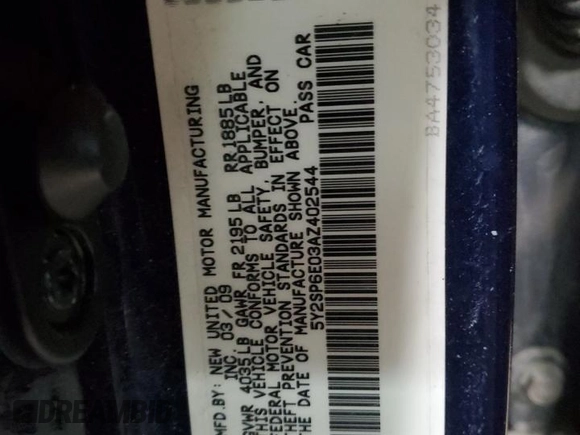 MFD.BY: NEW UNITED MOTOR MANUFACTURING
INC. 03/09
GVWR 4035LB GAWR FR 2195LB RR1885LB
THIS VEHICLE CONFORMS TO ALL APPLICABLE
FEDERAL MOTOR VEHICLE SAFETY, BUMPER, AND
THEFT PREVENTION STANDARDS IN EFFECT ON
THE DATE OF MANUFACTURE SHOWN ABOVE.
5Y2SP6E03AZ402544 PASS CAR
BA4753034
DREAMBID